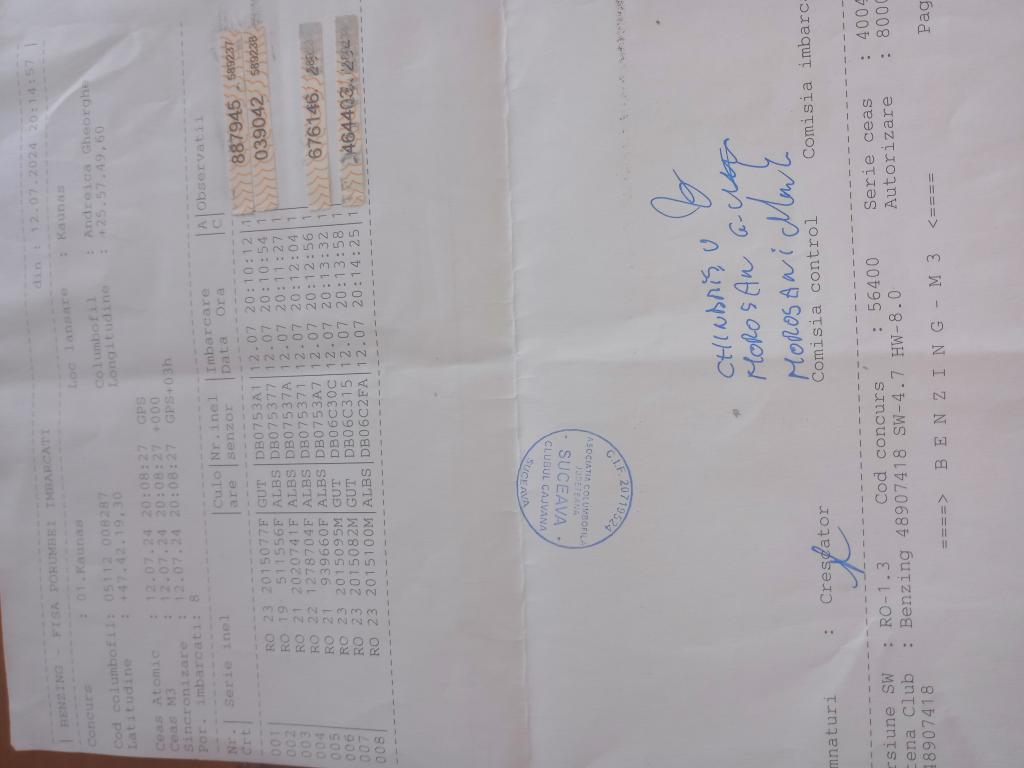 | BENZING - FISA PORUMBEI IMBARCATI din.: 12.07.2024 20:14:57 |
Concurs : 01.Kaunas Loc lansare : Kaunas
Cod columbofil: 05112 008287 Columbofil : Andreica Gheorghe
Latitudine : +47.42.19,30 Longitudine : +25.57.49,60
Ceas Atomic : 12.07.24 20:08:27 GPS
Ceas M3 : 12.07.24 20:08:27 +000
Sincronizare : 12.07.24 20:08:27 GPS+03h
Por. imbarcati: 8
Nr.| Serie inel |Culo|Nr.inel |Imbarcare |A|Observatii
Crt| |are |senzor |Data Ora |C|
001 RO 23 2015077F|GUT |DB0753A1|12.07 20:10:12|1 887945 5892237
002 RO 19 511556F|ALBS|DB075377|12.07 20:10:54|1 039042 5892230
003 RO 21 2020741F|ALBS|DB07537A|12.07 20:11:27|1
004 RO 22 1278704F|ALBS|DB075371|12.07 20:12:04|1
005 RO 21 939660F|ALBS|DB0753A7|12.07 20:12:56|1 676146
006 RO 23 2015095M|GUT |DB06C30C|12.07 20:13:32|1
007 RO 23 2015082M|GUT |DB06C315|12.07 20:13:58|1 464403
008| RO 23 2015100M|ALBS|DB06C2FA|12.07 20:14:25|1
C.I.F. 20719524
ASOCIATIA COLUMBOFILA
JUDETEANA
SUCEAVA
CLUBUL CAVANA
SUCEAVA
MOROSAN
mnaturi : Crescator Comisia control Comisia imbarca
rsiune SW : RO-1.3 Cod concurs : 56400 Serie ceas : 4004
tena Club : Benzing 48907418 SW-4.7 HW-8.0 Autorizare : 8000
48907418 Pag
====> B E N Z I N G - M 3 <====